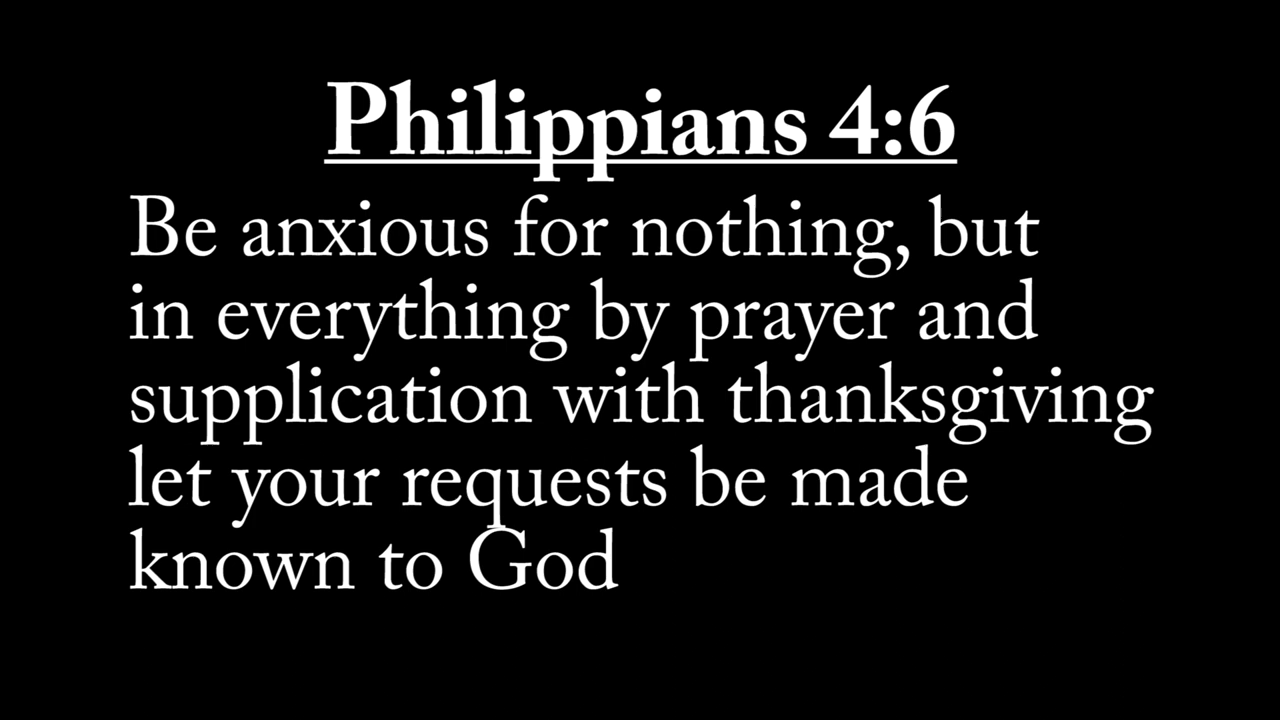 Philippians 4:6
Be anxious for nothing, but
in everything by prayer and
supplication with thanksgiving
let your requests be made
known to God